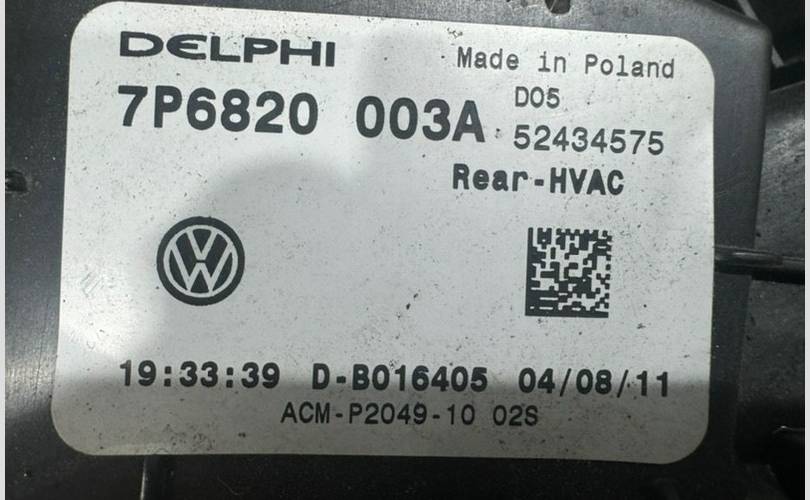 DELPHI
Made in Poland
7P6820 003A
D05
52434575
Rear-HVAC
19:33:39 D-B016405 04/08/11
ACM-P2049-10 02S